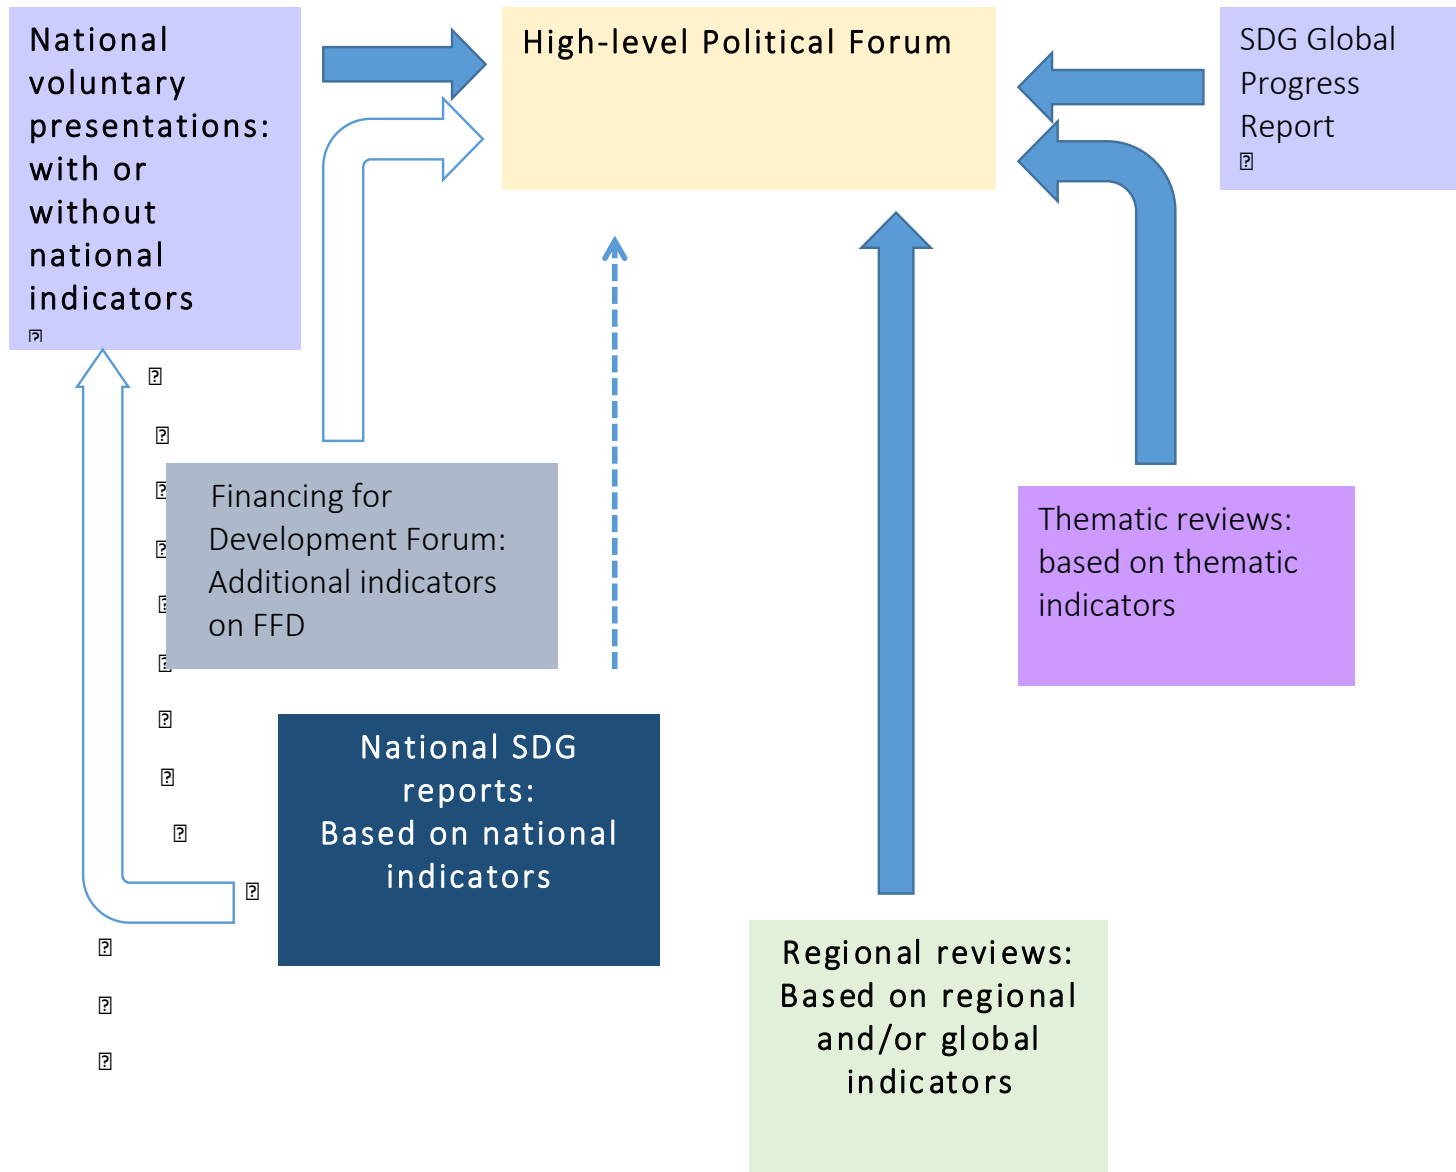 National
voluntary
presentations:
with or
without
national
indicators
High-level Political Forum
SDG Global
Progress
Report
Financing for
Development Forum:
Additional indicators
on FFD
Thematic reviews:
based on thematic
indicators
National SDG
reports:
Based on national
indicators
Regional reviews:
Based on regional
and/or global
indicators